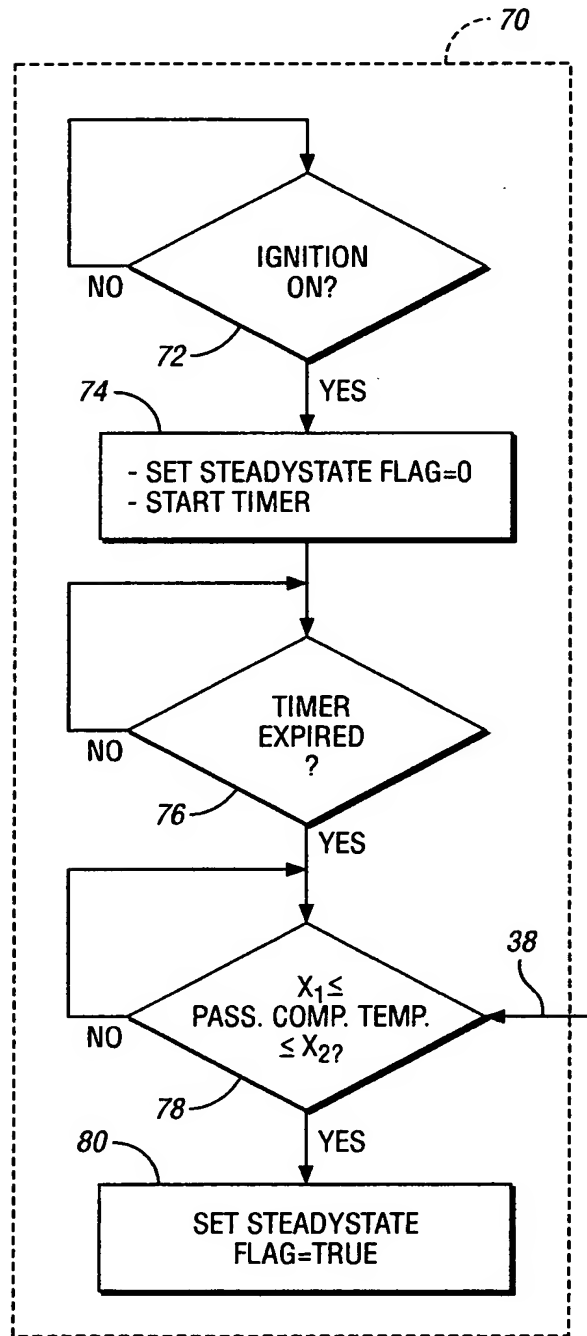 70
IGNITION
ON?
NO
72
YES
74
- SET STEADYSTATE FLAG=0
- START TIMER
TIMER
EXPIRED
?
NO
76
YES
X₁≤
PASS. COMP. TEMP.
≤ X₂?
38
NO
78
YES
80
SET STEADYSTATE
FLAG=TRUE